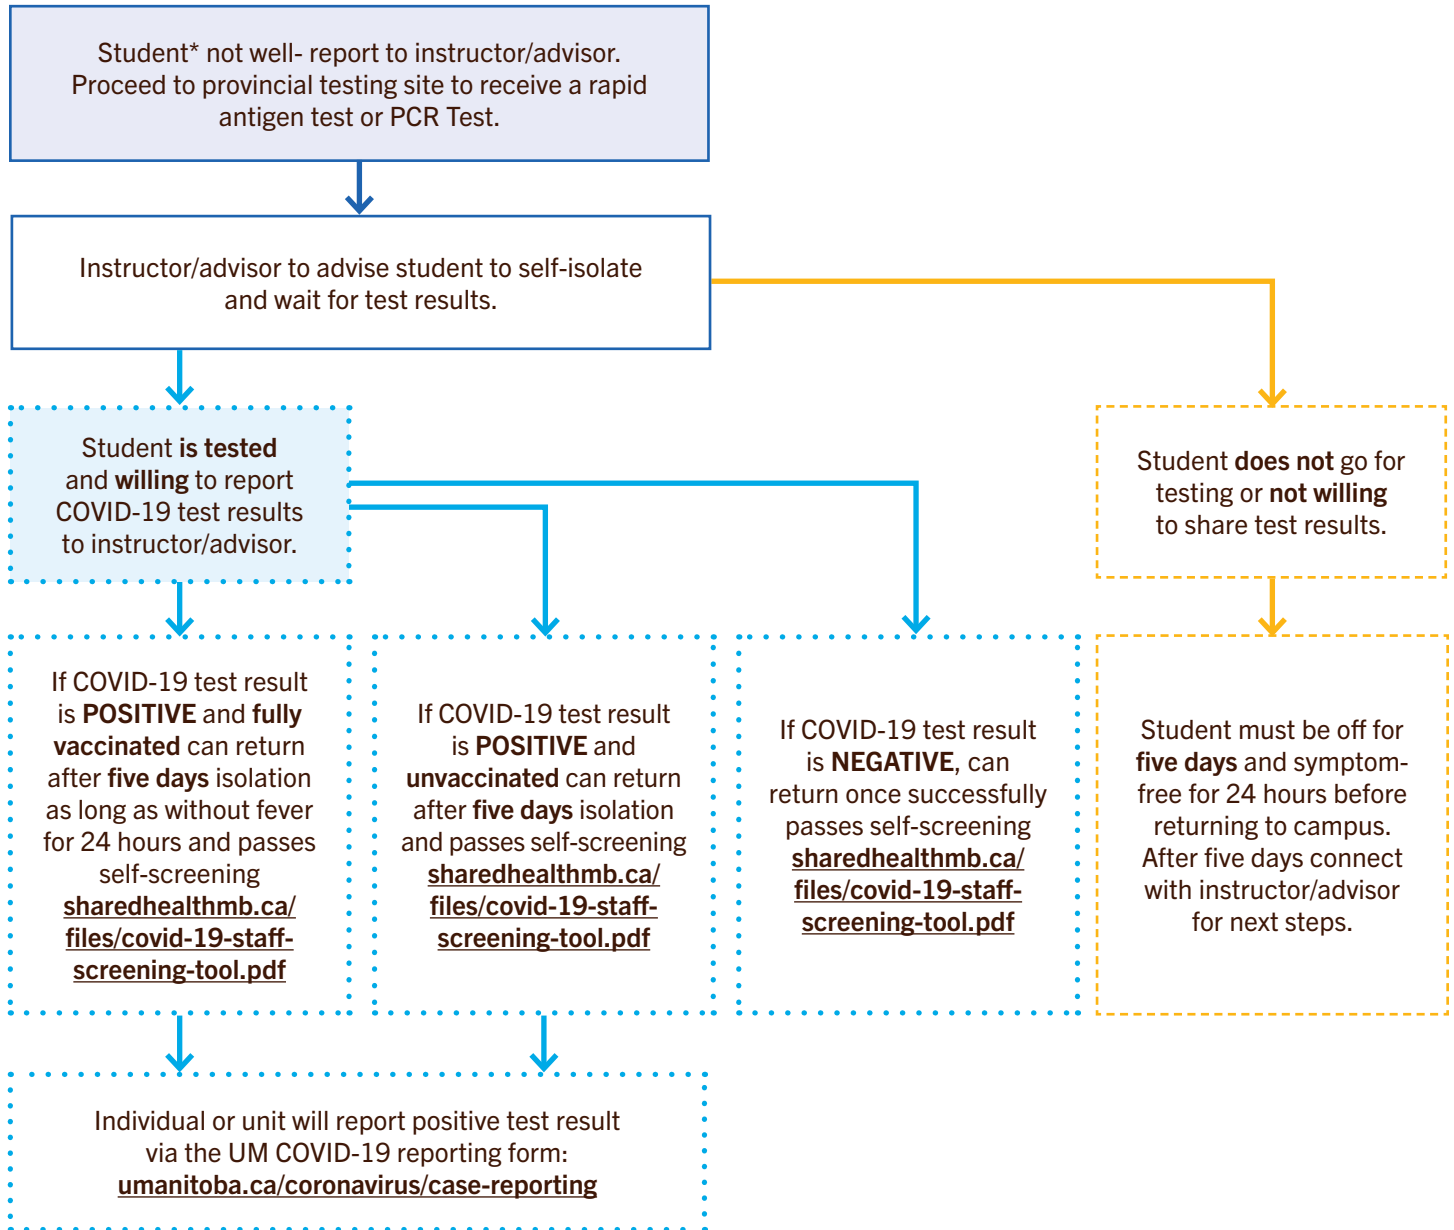 Student* not well- report to instructor/advisor.
Proceed to provincial testing site to receive a rapid
antigen test or PCR Test.
Instructor/advisor to advise student to self-isolate
and wait for test results.
Student is tested
and willing to report
COVID-19 test results
to instructor/advisor.
Student does not go for
testing or not willing
to share test results.
If COVID-19 test result
is POSITIVE and fully
vaccinated can return
after five days isolation
as long as without fever
for 24 hours and passes
self-screening
sharedhealthmb.ca/
files/covid-19-staff-
screening-tool.pdf
If COVID-19 test result
is POSITIVE and
unvaccinated can return
after five days isolation
and passes self-screening
sharedhealthmb.ca/
files/covid-19-staff-
screening-tool.pdf
If COVID-19 test result
is NEGATIVE, can
return once successfully
passes self-screening
sharedhealthmb.ca/
files/covid-19-staff-
screening-tool.pdf
Student must be off for
five days and symptom-
free for 24 hours before
returning to campus.
After five days connect
with instructor/advisor
for next steps.
Individual or unit will report positive test result
via the UM COVID-19 reporting form:
umanitoba.ca/coronavirus/case-reporting